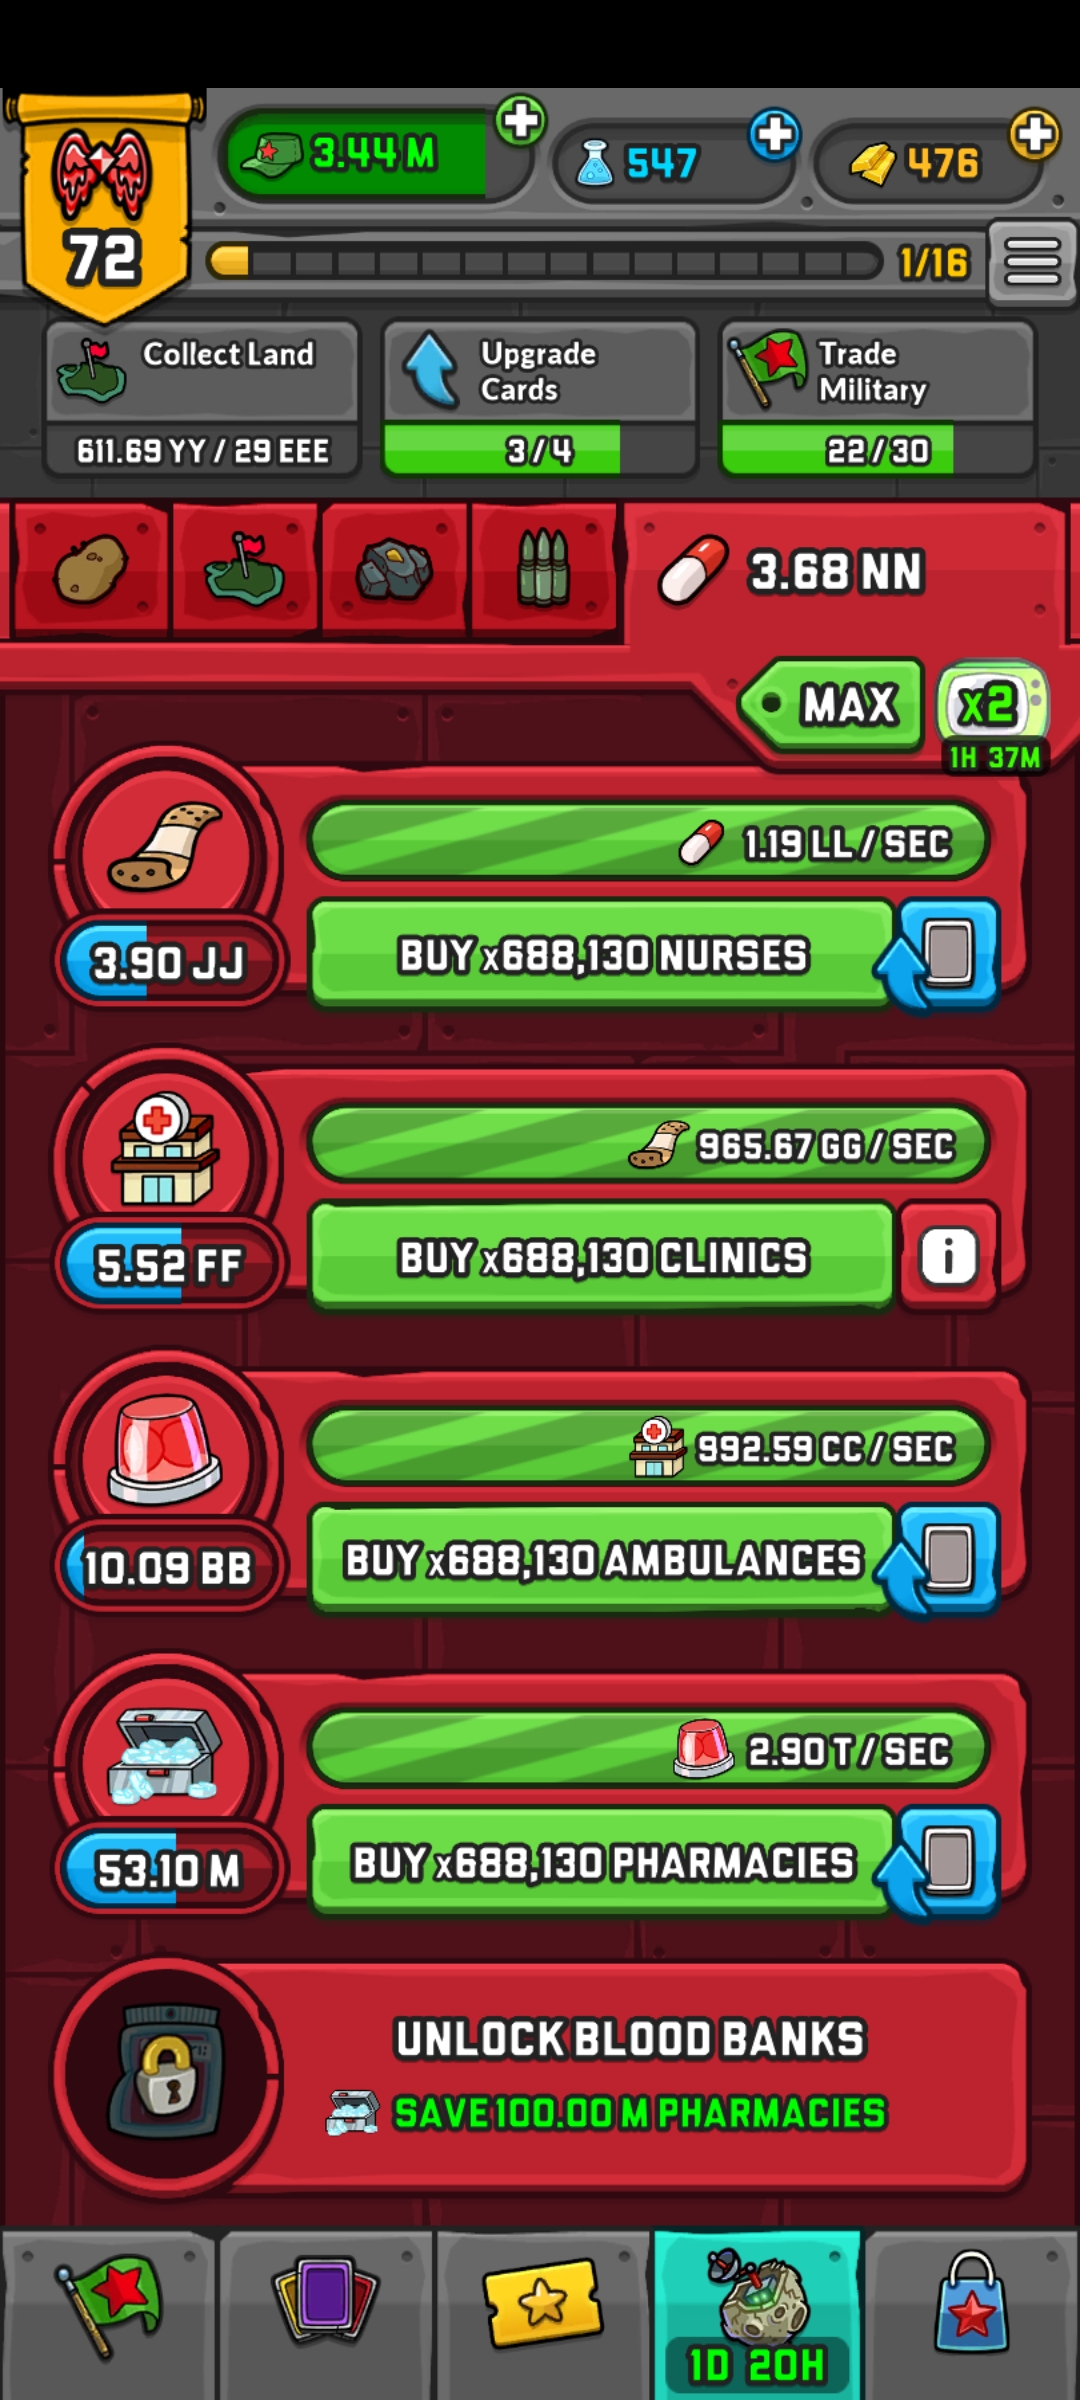 3.44 M
547
476
72
1/16
Collect Land
611.69 YY / 29 EEE
Upgrade
Cards
3/4
Trade
Military
22/30
3.68 NN
MAX
x2
1H 37M
1.19 LL / SEC
3.90 JJ
BUY x688,130 NURSES
965.67 GG / SEC
5.52 FF
BUY x688,130 CLINICS
i
992.59 CC / SEC
10.09 BB
BUY x688,130 AMBULANCES
2.90 T / SEC
53.10 M
BUY x688,130 PHARMACIES
UNLOCK BLOOD BANKS
SAVE 100.00 M PHARMACIES
1D 20H